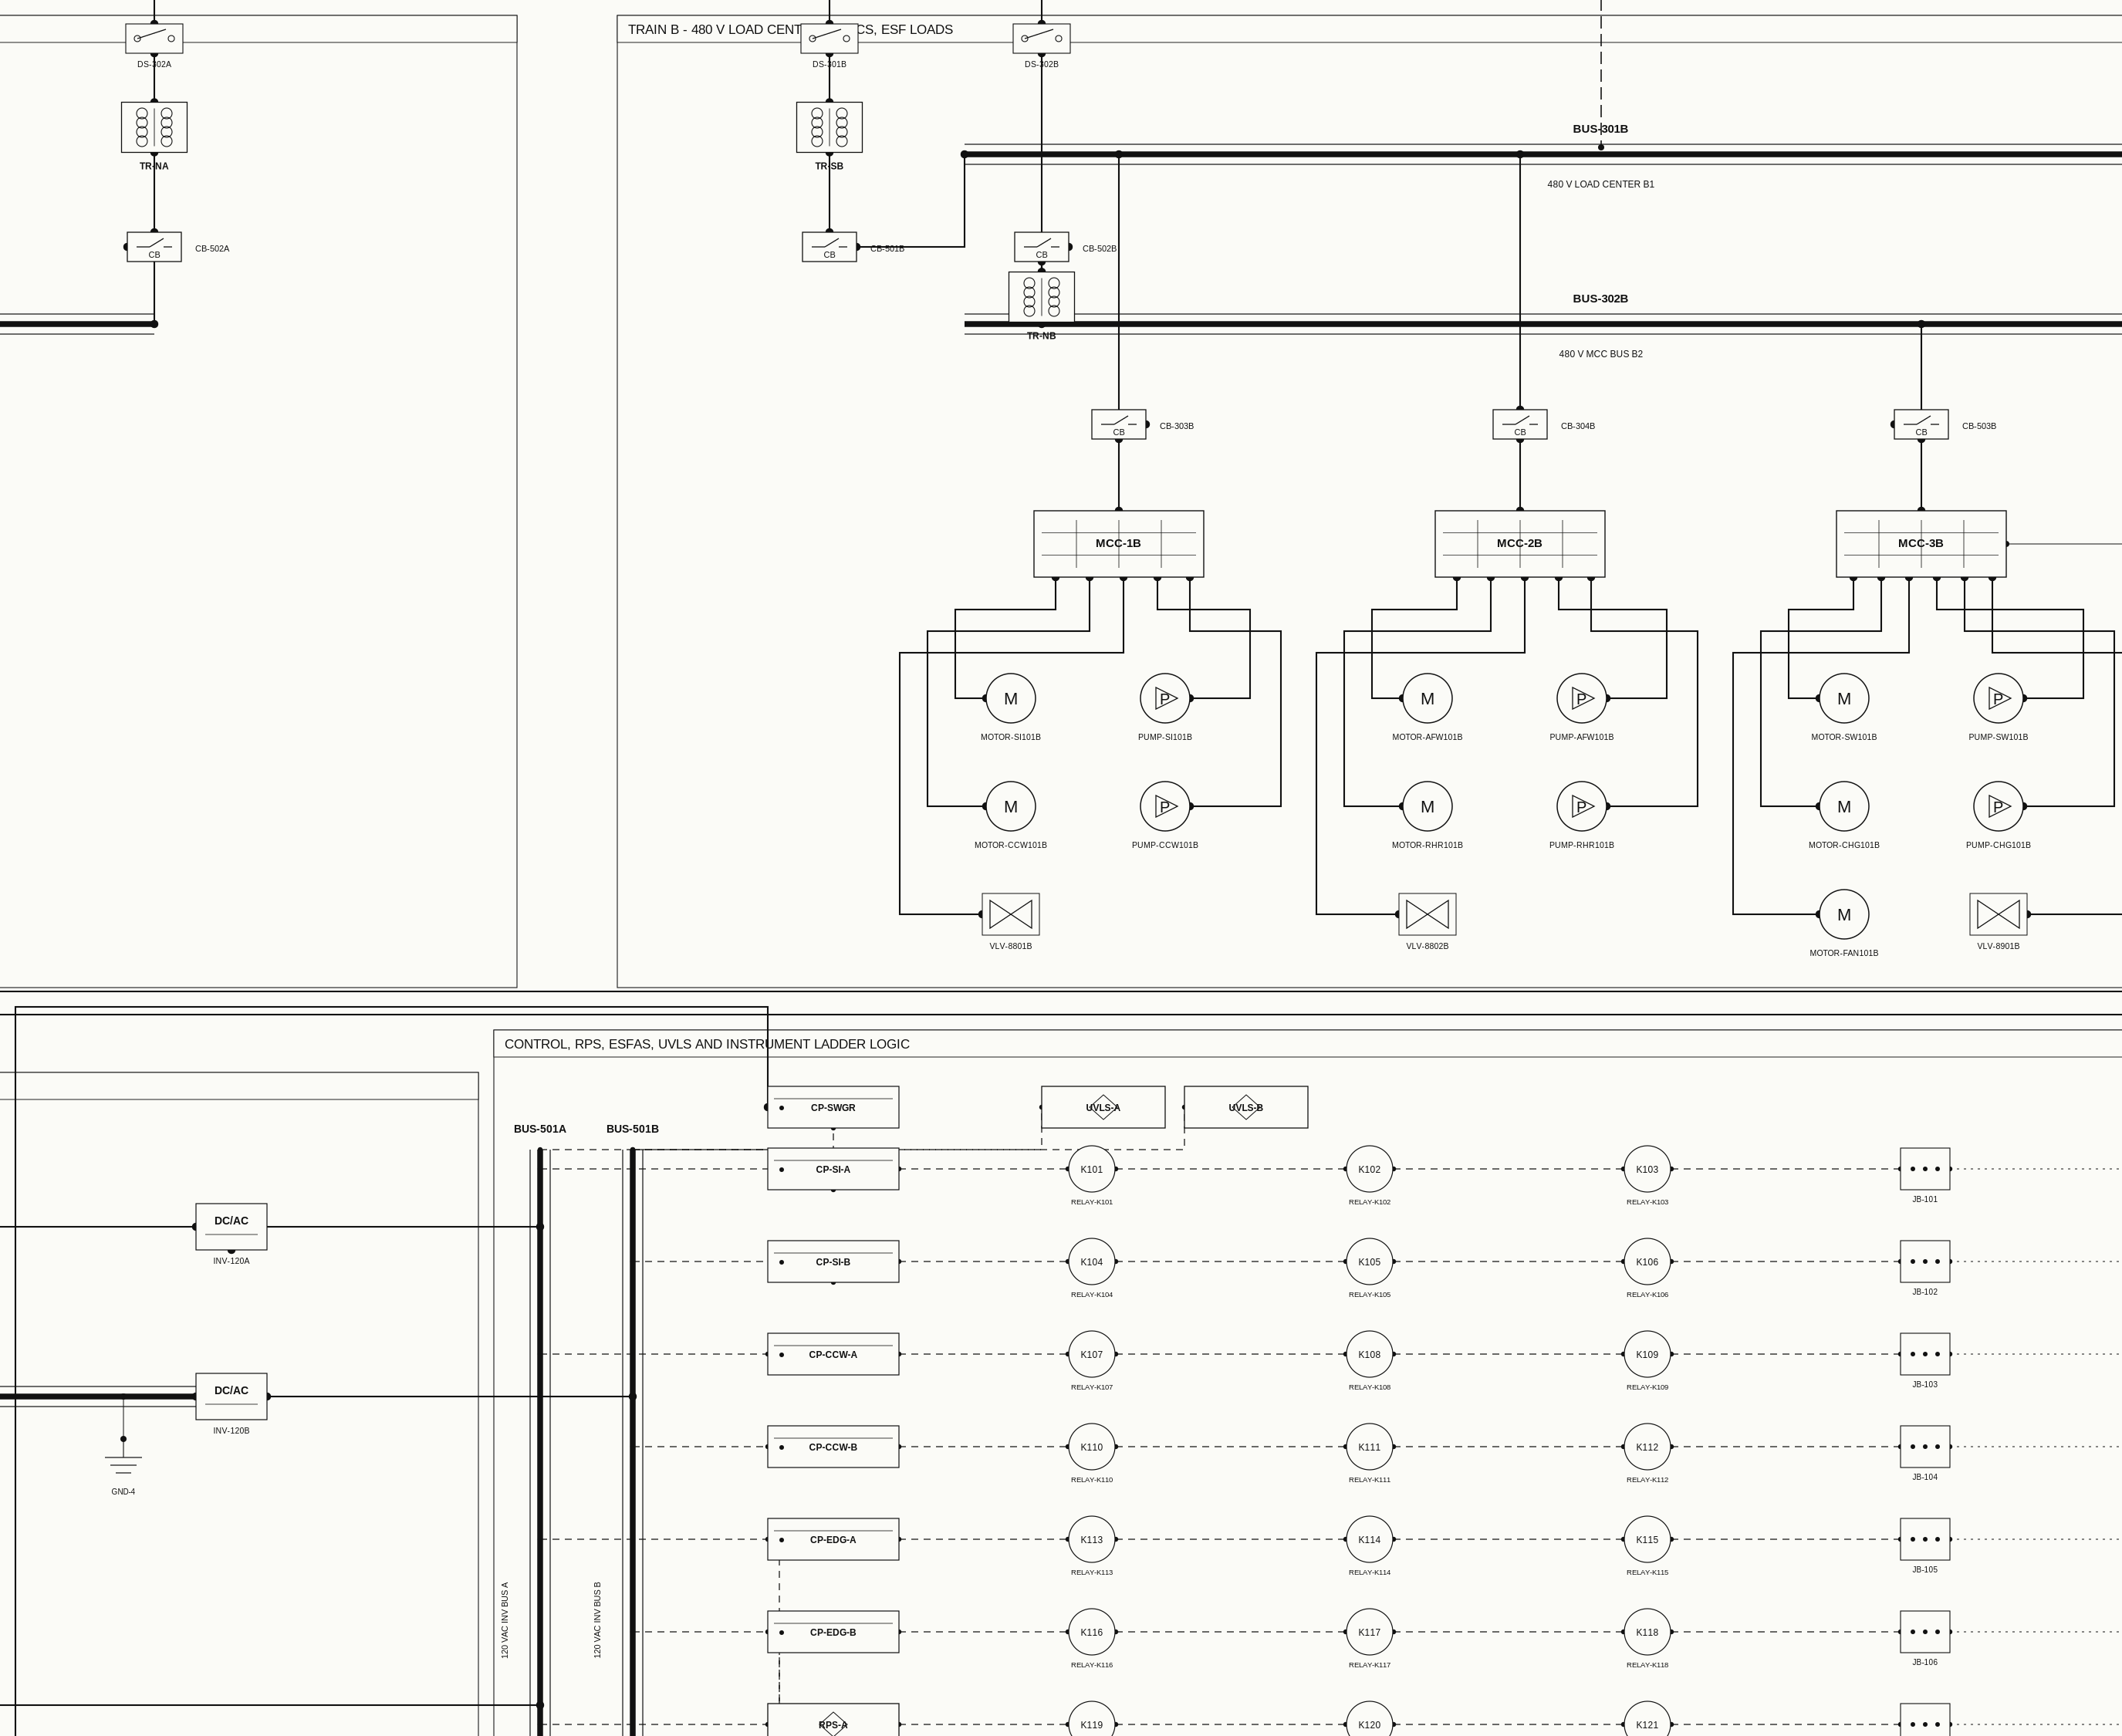 TRAIN B - 480 V LOAD CENT CS, ESF LOADS
DS-302A
DS-301B
DS-302B
TR-NA
TR-SB
BUS-301B
480 V LOAD CENTER B1
CB
CB-502A
CB
CB-501B
CB
CB-502B
BUS-302B
TR-NB
480 V MCC BUS B2
CB
CB-303B
CB
CB-304B
CB
CB-503B
MCC-1B
MCC-2B
MCC-3B
M
P
M
P
M
P
MOTOR-SI101B
PUMP-SI101B
MOTOR-AFW101B
PUMP-AFW101B
MOTOR-SW101B
PUMP-SW101B
M
P
M
P
M
P
MOTOR-CCW101B
PUMP-CCW101B
MOTOR-RHR101B
PUMP-RHR101B
MOTOR-CHG101B
PUMP-CHG101B
M
VLV-8801B
VLV-8802B
MOTOR-FAN101B
VLV-8901B
CONTROL, RPS, ESFAS, UVLS AND INSTRUMENT LADDER LOGIC
CP-SWGR
UVLS-A
UVLS-B
BUS-501A
BUS-501B
CP-SI-A
K101
K102
K103
RELAY-K101
RELAY-K102
RELAY-K103
JB-101
DC/AC
INV-120A
CP-SI-B
K104
K105
K106
RELAY-K104
RELAY-K105
RELAY-K106
JB-102
CP-CCW-A
K107
K108
K109
RELAY-K107
RELAY-K108
RELAY-K109
JB-103
DC/AC
INV-120B
CP-CCW-B
K110
K111
K112
RELAY-K110
RELAY-K111
RELAY-K112
JB-104
GND-4
CP-EDG-A
K113
K114
K115
RELAY-K113
RELAY-K114
RELAY-K115
JB-105
120 VAC INV BUS A
120 VAC INV BUS B
CP-EDG-B
K116
K117
K118
RELAY-K116
RELAY-K117
RELAY-K118
JB-106
RPS-A
K119
K120
K121